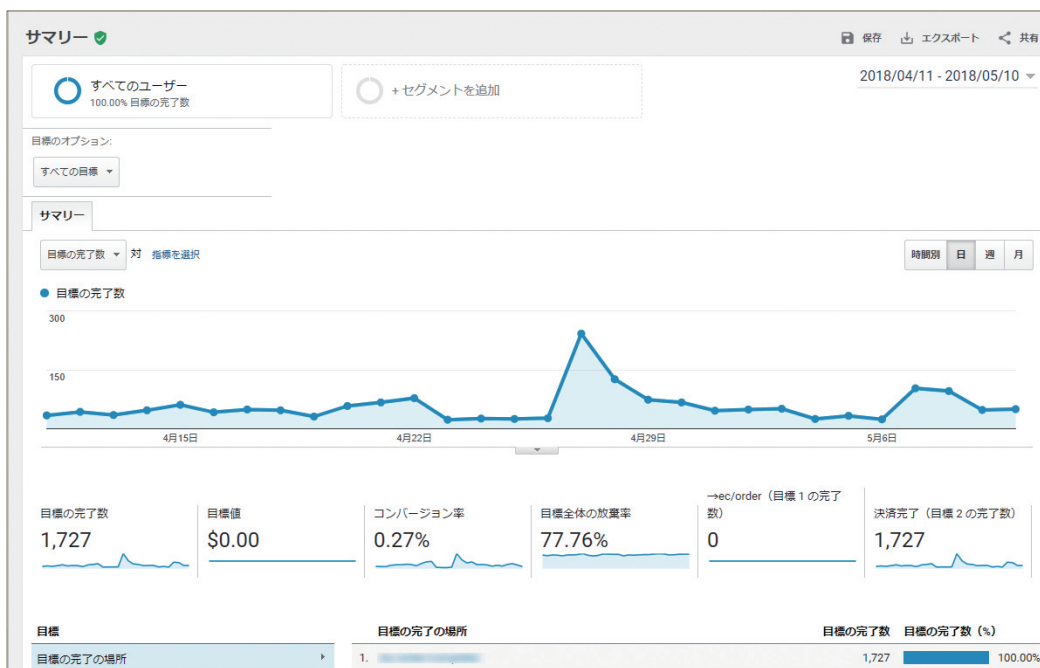 サマリー
保存 エクスポート 共有
すべてのユーザー
100.00% 目標の完了数
+ セグメントを追加
2018/04/11 - 2018/05/10
目標のオプション:
すべての目標
サマリー
目標の完了数 対 指標を選択
時間別 日 週 月
目標の完了数
300
150
4月15日 4月22日 4月29日 5月6日
目標の完了数
1,727
目標値
$0.00
コンバージョン率
0.27%
目標全体の放棄率
77.76%
→ec/order(目標 1 の完了
数)
0
決済完了(目標 2 の完了数)
1,727
目標
目標の完了の場所
目標の完了の場所 目標の完了数 目標の完了数(%)
1. 1,727 100.00%